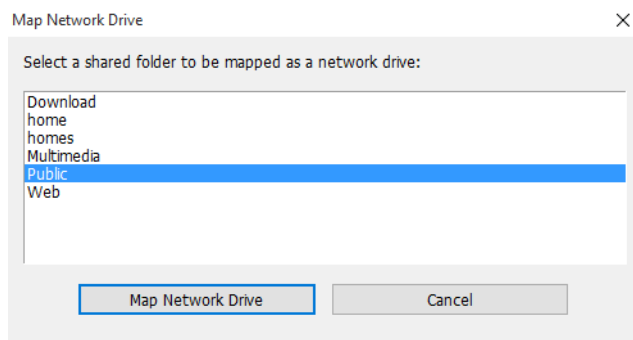 Map Network Drive
Select a shared folder to be mapped as a network drive:
Download
home
homes
Multimedia
Public
Web
Map Network Drive Cancel